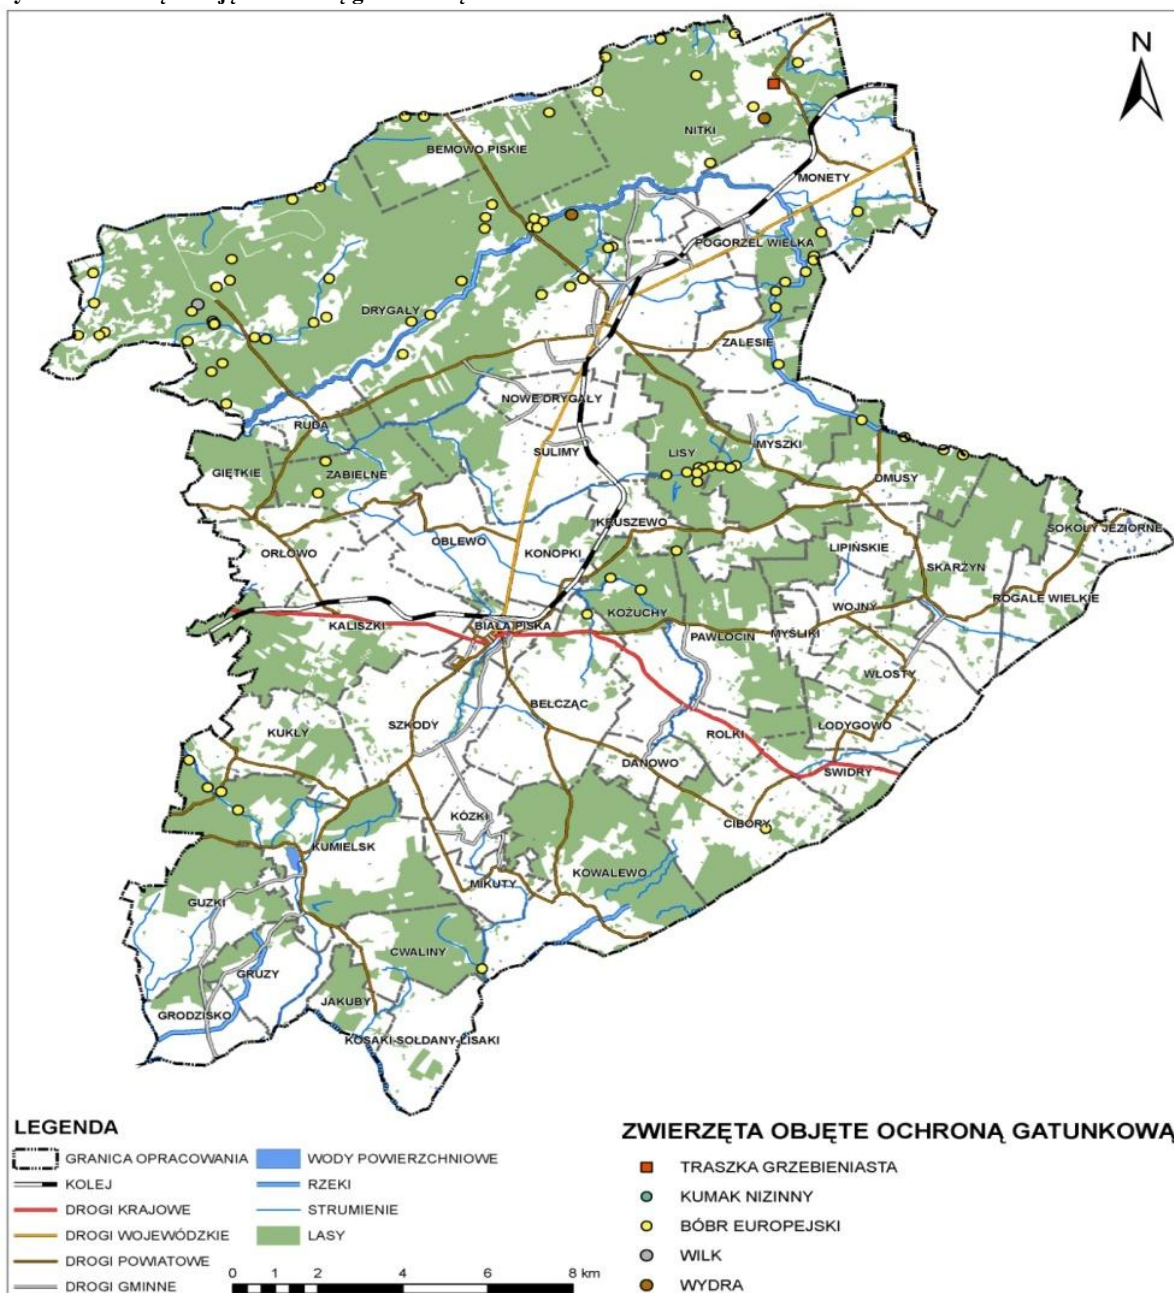 N
NITKI
BEMOWO PISKIE
MONETY
POGORZEL WIELKA
DRYGAŁY
ZALESIE
NOWE DRYGAŁY
RUDA
SULIMY
LISY
MYSZKI
GIĘTKIE
ZABIELNE
DMUSY
KRUSZEWO
SOKOŁY JEZIORNE
OBLEWO
KONOPKI
LIPIŃSKIE
ORŁOWO
SKARŻYN
ROGALE WIELKIE
KOŻUCHY
WOJNY
KALISZKI
BIAŁA PISKA
PAWŁOCIN
MYŚLIKI
WŁOSTY
BEŁCZĄC
SZKODY
ŁODYGOWO
KUKŁY
ROLKI
DANOWO
ŚWIDRY
KÓZKI
CIBORY
KUMIELSK
KOWALEWO
MIKUTY
GUZKI
CWALINY
GRUZY
JAKUBY
GRODZISKO
KOSAKI-SOŁDANY-LISAKI
LEGENDA
GRANICA OPRACOWANIA
KOLEJ
DROGI KRAJOWE
DROGI WOJEWÓDZKIE
DROGI POWIATOWE
DROGI GMINNE
WODY POWIERZCHNIOWE
RZEKI
STRUMIENIE
LASY
0 1 2 4 6 8 km
ZWIERZĘTA OBJĘTE OCHRONĄ GATUNKOWĄ
TRASZKA GRZEBIENIASTA
KUMAK NIZINNY
BÓBR EUROPEJSKI
WILK
WYDRA